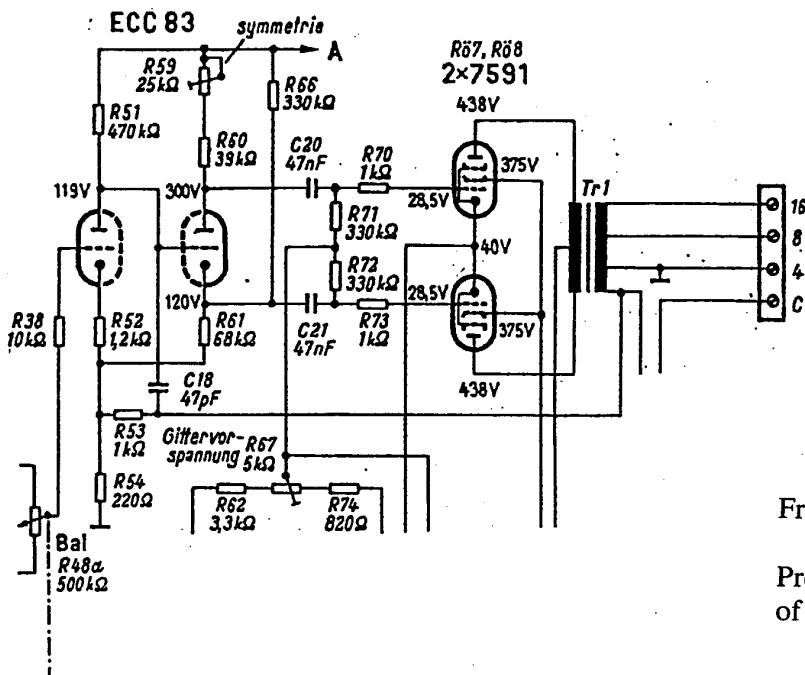 ECC 83
symmetrie
A
R59
25kΩ
R66
330kΩ
Rö7, Rö8
2×7591
438V
R51
470kΩ
R60
39kΩ
C20
47nF
R70
1kΩ
375V
Tr1
119V
300V
28,5V
R71
330kΩ
16
8
40V
R72
330kΩ
4
120V
28,5V
C
R38
10kΩ
R52
1,2kΩ
R61
68kΩ
C21
47nF
R73
1kΩ
375V
C18
47pF
438V
R53
1kΩ
Gittervor-
spannung
R67
5kΩ
R54
220Ω
R62
3,3kΩ
R74
820Ω
Bal
R48a
500kΩ
Fr
Pr
of